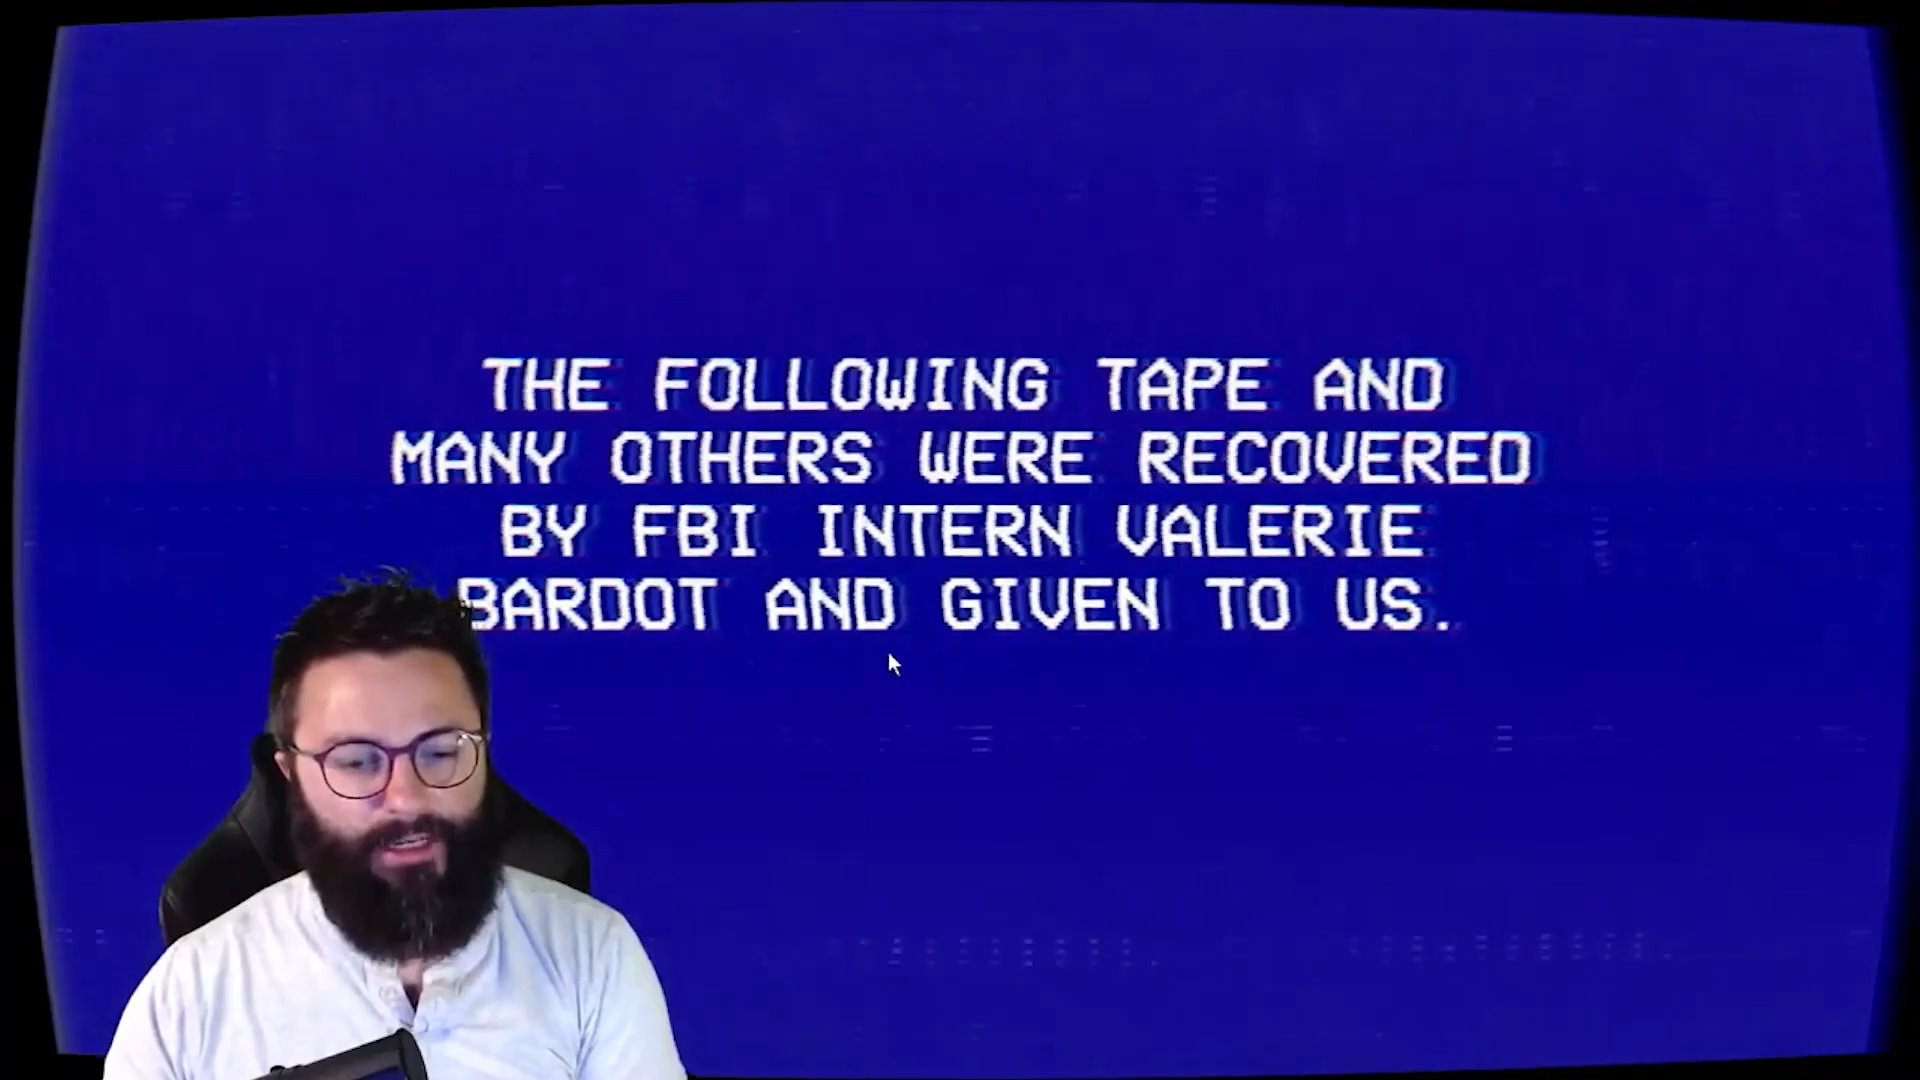 THE FOLLOWING TAPE AND
MANY OTHERS WERE RECOVERED
BY FBI INTERN VALERIE
BARDOT AND GIVEN TO US.